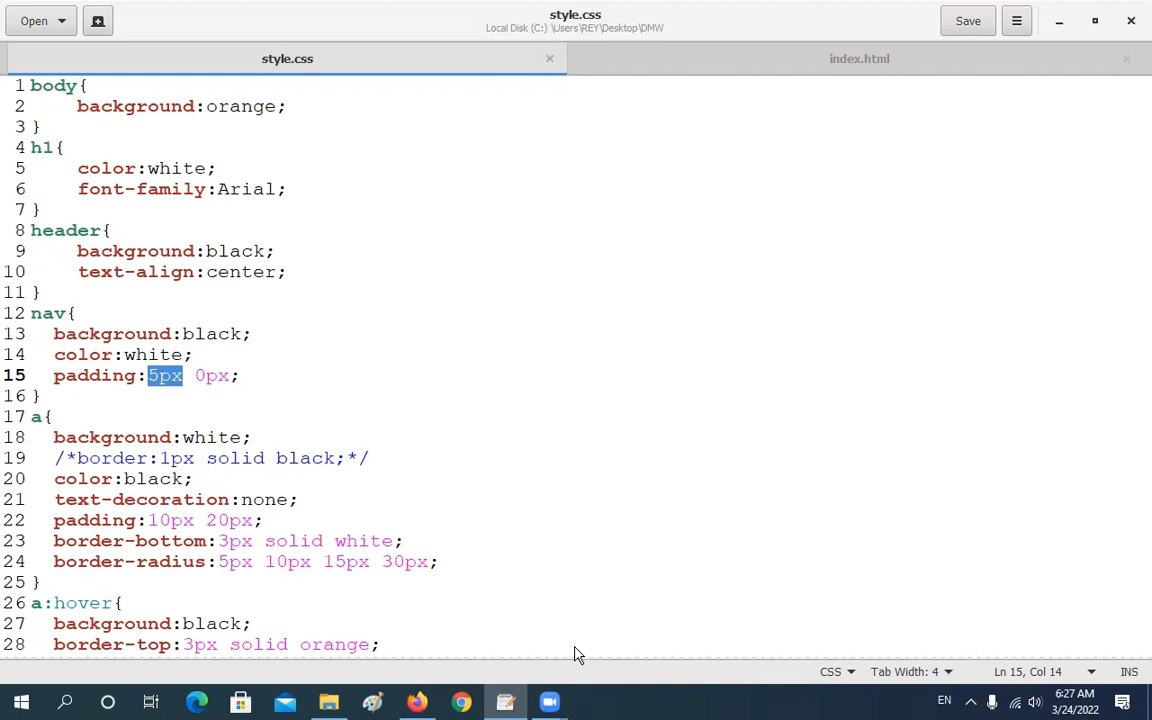 Open
style.css
Local Disk (C:) \Users\REY\Desktop\DMW
Save
style.css
index.html
1 body{
2 background:orange;
3 }
4 h1{
5 color:white;
6 font-family:Arial;
7 }
8 header{
9 background:black;
10 text-align:center;
11 }
12 nav{
13 background:black;
14 color:white;
15 padding:5px 0px;
16 }
17 a{
18 background:white;
19 /*border:1px solid black;*/
20 color:black;
21 text-decoration:none;
22 padding:10px 20px;
23 border-bottom:3px solid white;
24 border-radius:5px 10px 15px 30px;
25 }
26 a:hover{
27 background:black;
28 border-top:3px solid orange;
CSS Tab Width: 4 Ln 15, Col 14 INS
EN 6:27 AM
3/24/2022